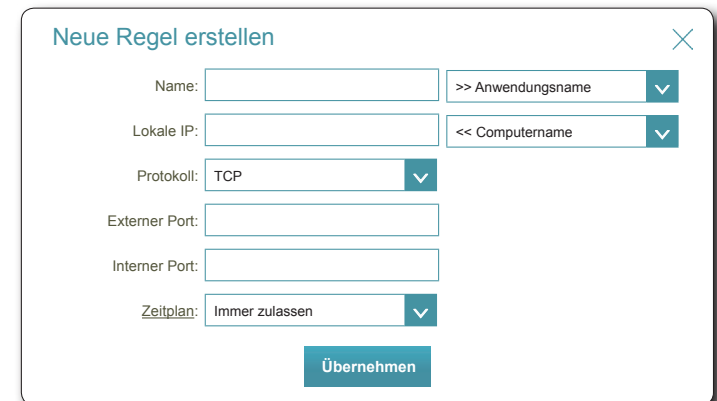 Neue Regel erstellen
Name: >> Anwendungsname
Lokale IP: << Computername
Protokoll: TCP
Externer Port:
Interner Port:
Zeitplan: Immer zulassen
Übernehmen